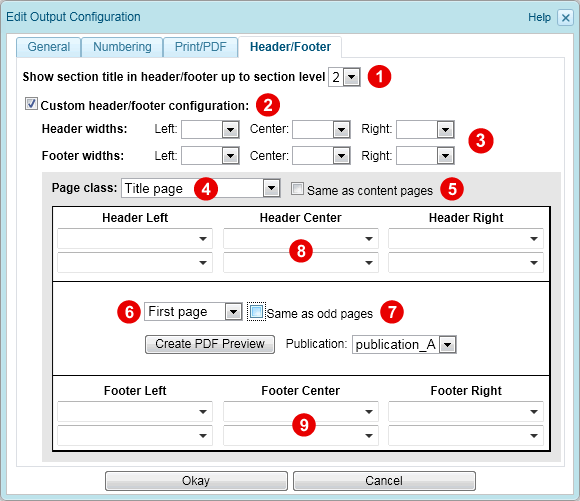 Edit Output Configuration Help
General Numbering Print/PDF Header/Footer
Show section title in header/footer up to section level 2 1
Custom header/footer configuration: 2
Header widths: Left: Center: Right:
3
Footer widths: Left: Center: Right:
Page class: Title page 4 Same as content pages 5
Header Left Header Center Header Right
8
6 First page Same as odd pages 7
Create PDF Preview Publication: publication_A
Footer Left Footer Center Footer Right
9
Okay Cancel